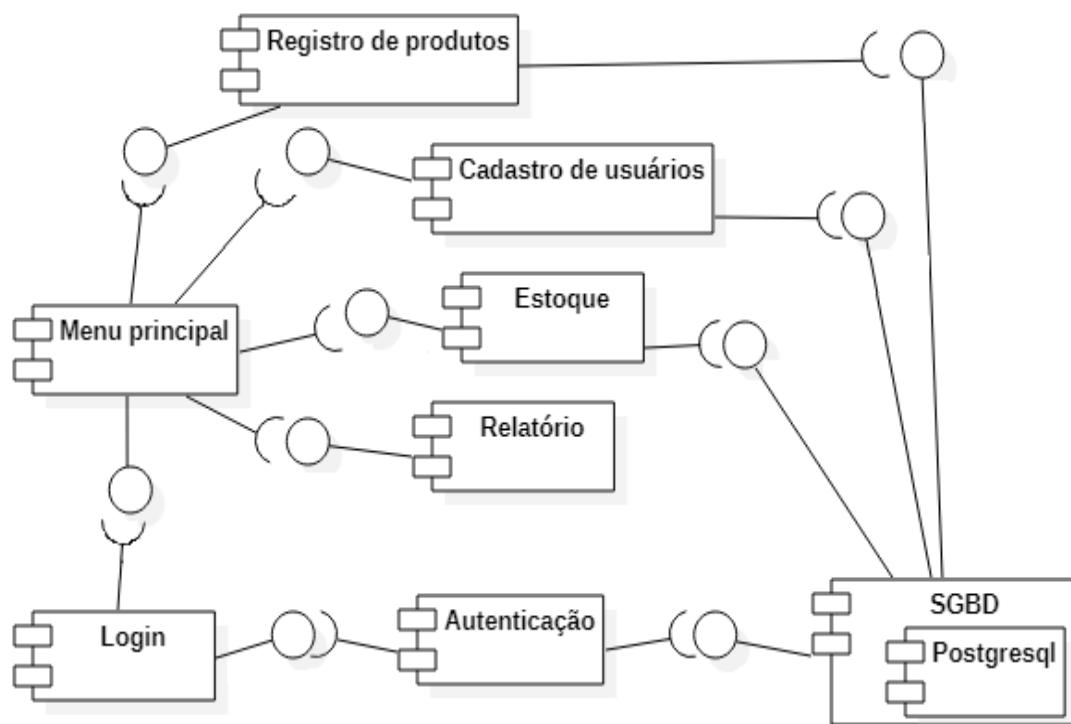 Registro de produtos
Cadastro de usuários
Estoque
Menu principal
Relatório
Login
Autenticação
SGBD
Postgresql